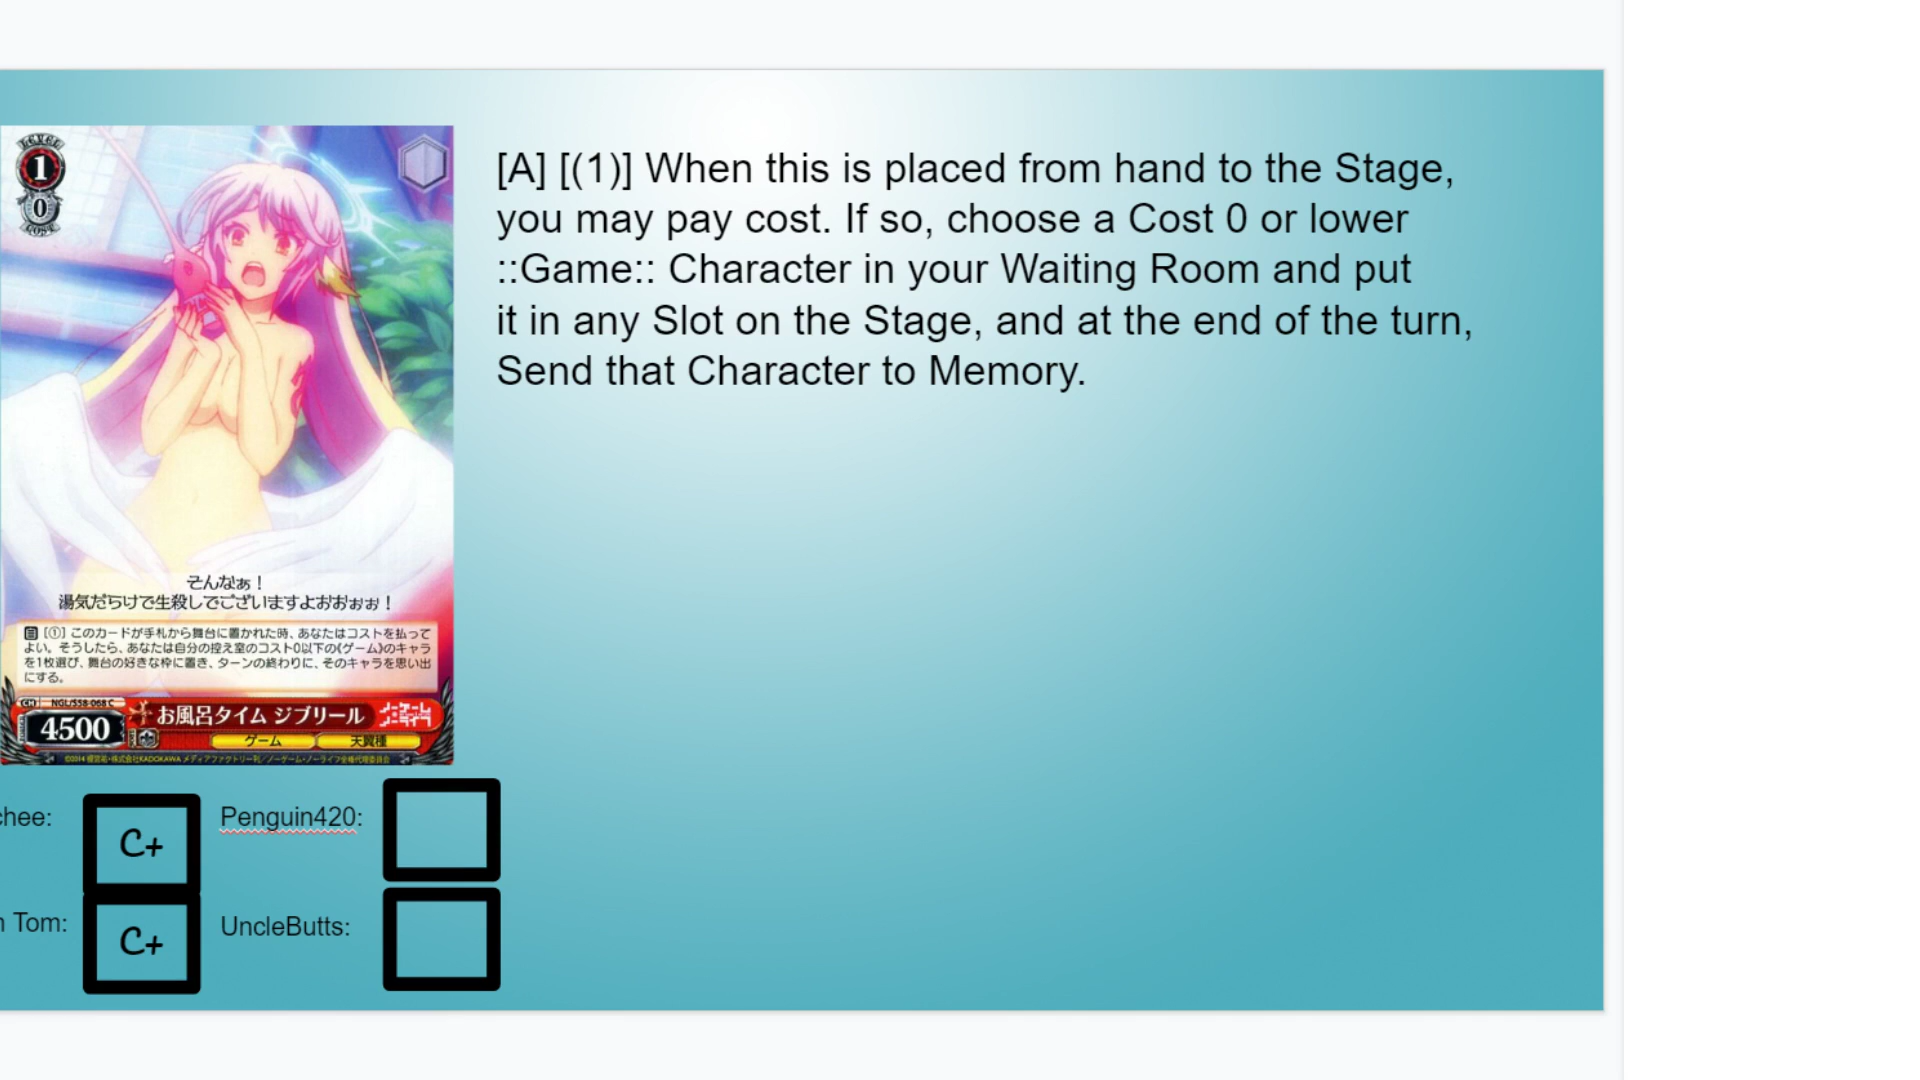 LEVEL
1
0
COST
[A] [(1)] When this is placed from hand to the Stage,
you may pay cost. If so, choose a Cost 0 or lower
::Game:: Character in your Waiting Room and put
it in any Slot on the Stage, and at the end of the turn,
Send that Character to Memory.
そんなぁ！
湯気だらけで生殺しでございますよおおぉぉ！
自 [①] このカードが手札から舞台に置かれた時、あなたはコストを払って
よい。そうしたら、あなたは自分の控え室のコスト0以下の《ゲーム》のキャラ
を1枚選び、舞台の好きな枠に置き、ターンの終わりに、そのキャラを思い出
にする。
CH NGL/S58-068 C
4500 お風呂タイム ジブリール
ゲーム 天翼種
chee: C+ Penguin420:
n Tom: C+ UncleButts: